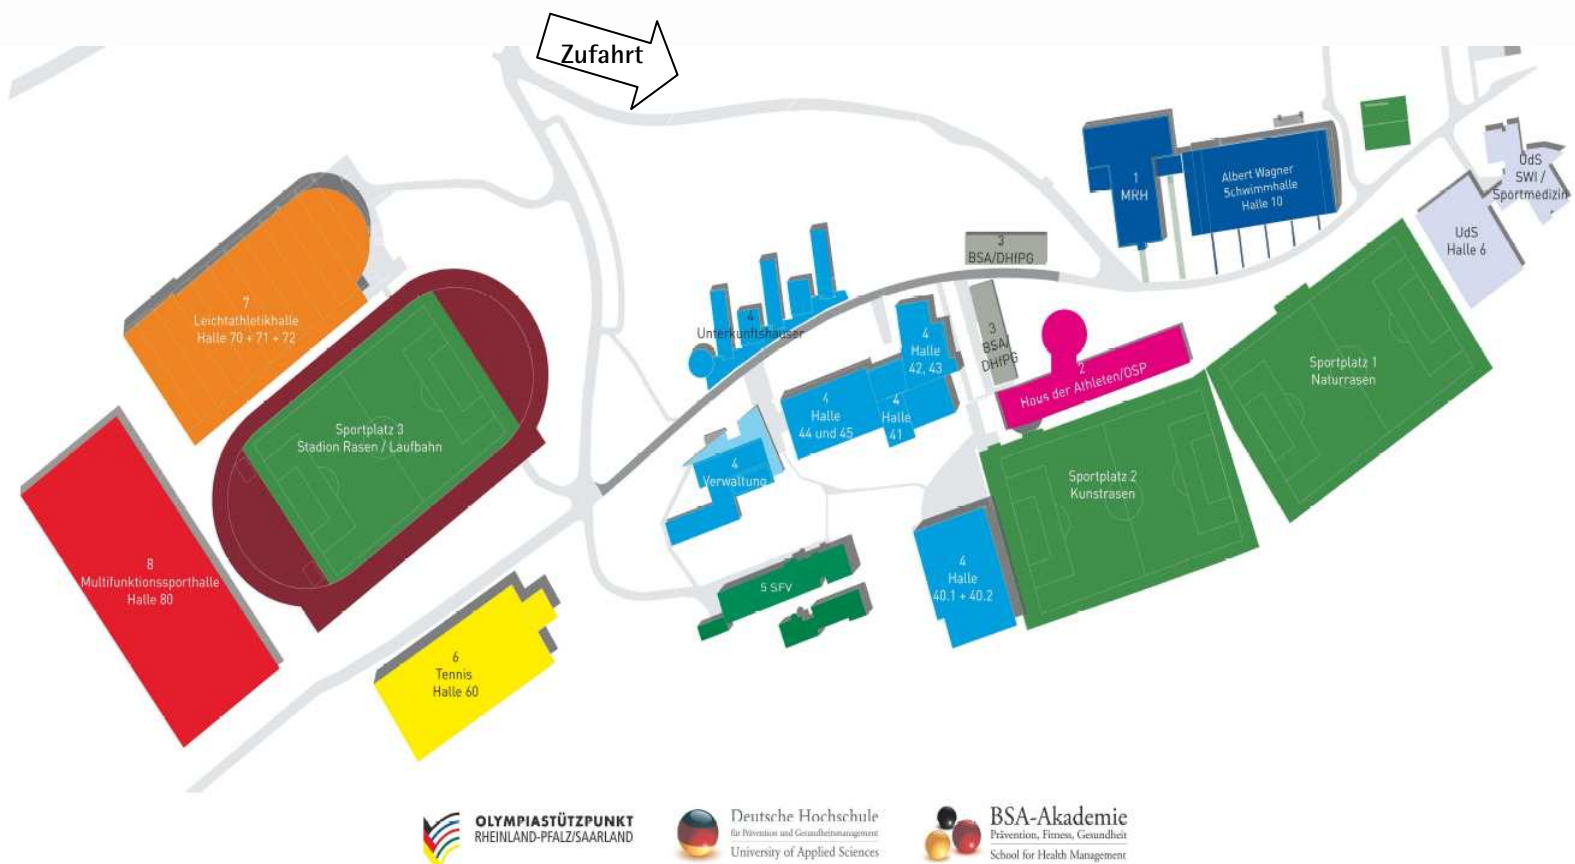 Zufahrt
1
MRH
Albert Wagner
Schwimmhalle
Halle 10
UdS
SWI /
Sportmedizin
UdS
Halle 6
3
BSA/DHfPG
7
Leichtathletikhalle
Halle 70 + 71 + 72
4
Unterkunftshäuser
4
Halle
42, 43
3
BSA/
DHfPG
2
Haus der Athleten/OSP
Sportplatz 1
Naturrasen
4
Halle
44 und 45
4
Halle
41
Sportplatz 3
Stadion Rasen / Laufbahn
4
Verwaltung
Sportplatz 2
Kunstrasen
8
Multifunktionssporthalle
Halle 80
5 SFV
4
Halle
40.1 + 40.2
6
Tennis
Halle 60
OLYMPIASTÜTZPUNKT
RHEINLAND-PFALZ/SAARLAND
Deutsche Hochschule
für Prävention und Gesundheitsmanagement
University of Applied Sciences
BSA-Akademie
Prävention, Fitness, Gesundheit
School for Health Management